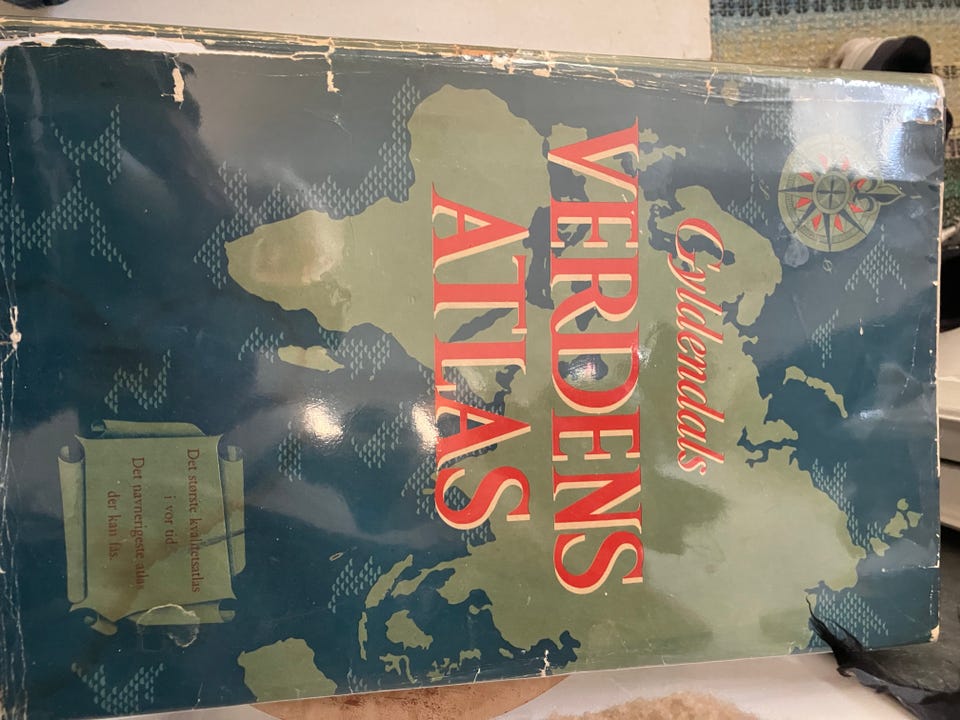 Gyldendals
VERDENS
ATLAS
Det største kvalitetsatlas
i vor tid
Det navnerigeste atlas
der kan fås